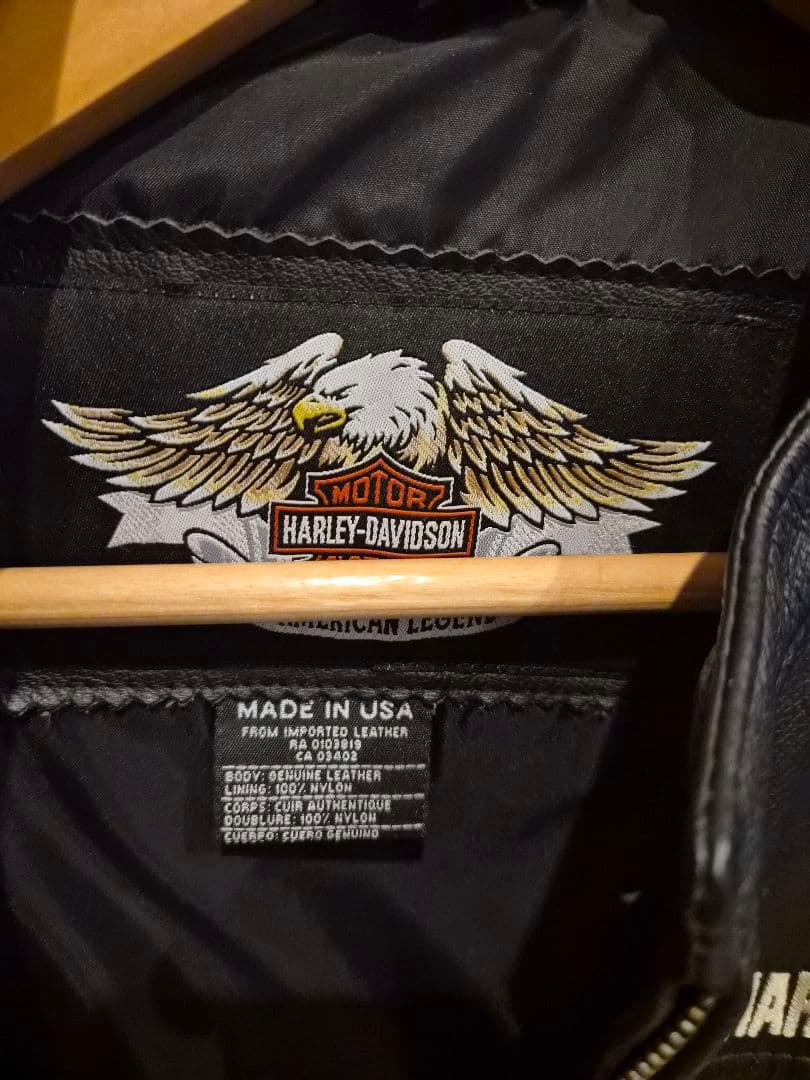 MOTOR
HARLEY-DAVIDSON
AMERICAN LEGEND
MADE IN USA
FROM IMPORTED LEATHER
RA 0103819
CA 03402
BODY: GENUINE LEATHER
LINING: 100% NYLON
CORPS: CUIR AUTHENTIQUE
DOUBLURE: 100% NYLON
CUERPO: CUERO GENUINO
HAR